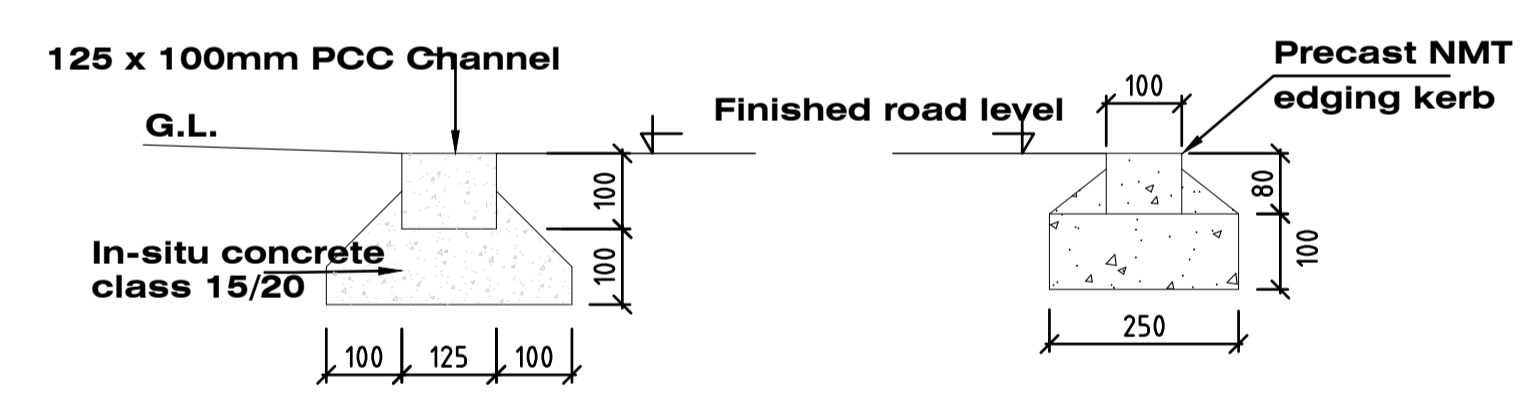 125 x 100mm PCC Channel
G.L.
In-situ concrete
class 15/20
100
100
100
125
100
Finished road level
Precast NMT
edging kerb
100
80
100
250